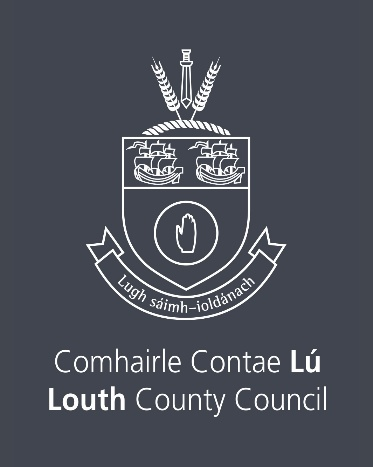 Lugh sáimh-ioldánach
Comhairle Contae Lú
Louth County Council